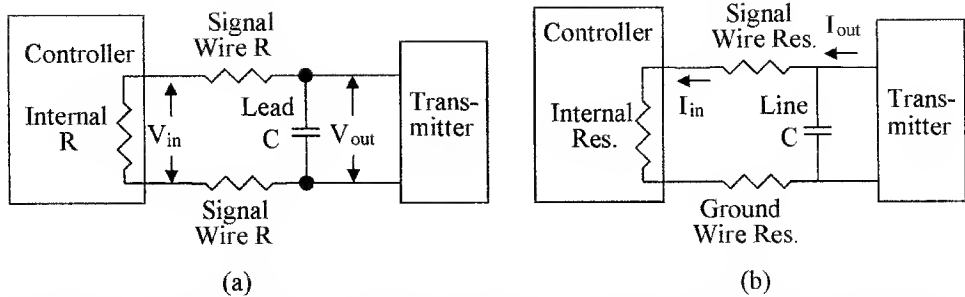 Controller
Signal
Wire R
Internal
R
V_in
Lead
C
V_out
Trans-
mitter
Signal
Wire R
(a)
Controller
Signal
Wire Res.
I_out
I_in
Internal
Res.
Line
C
Trans-
mitter
Ground
Wire Res.
(b)